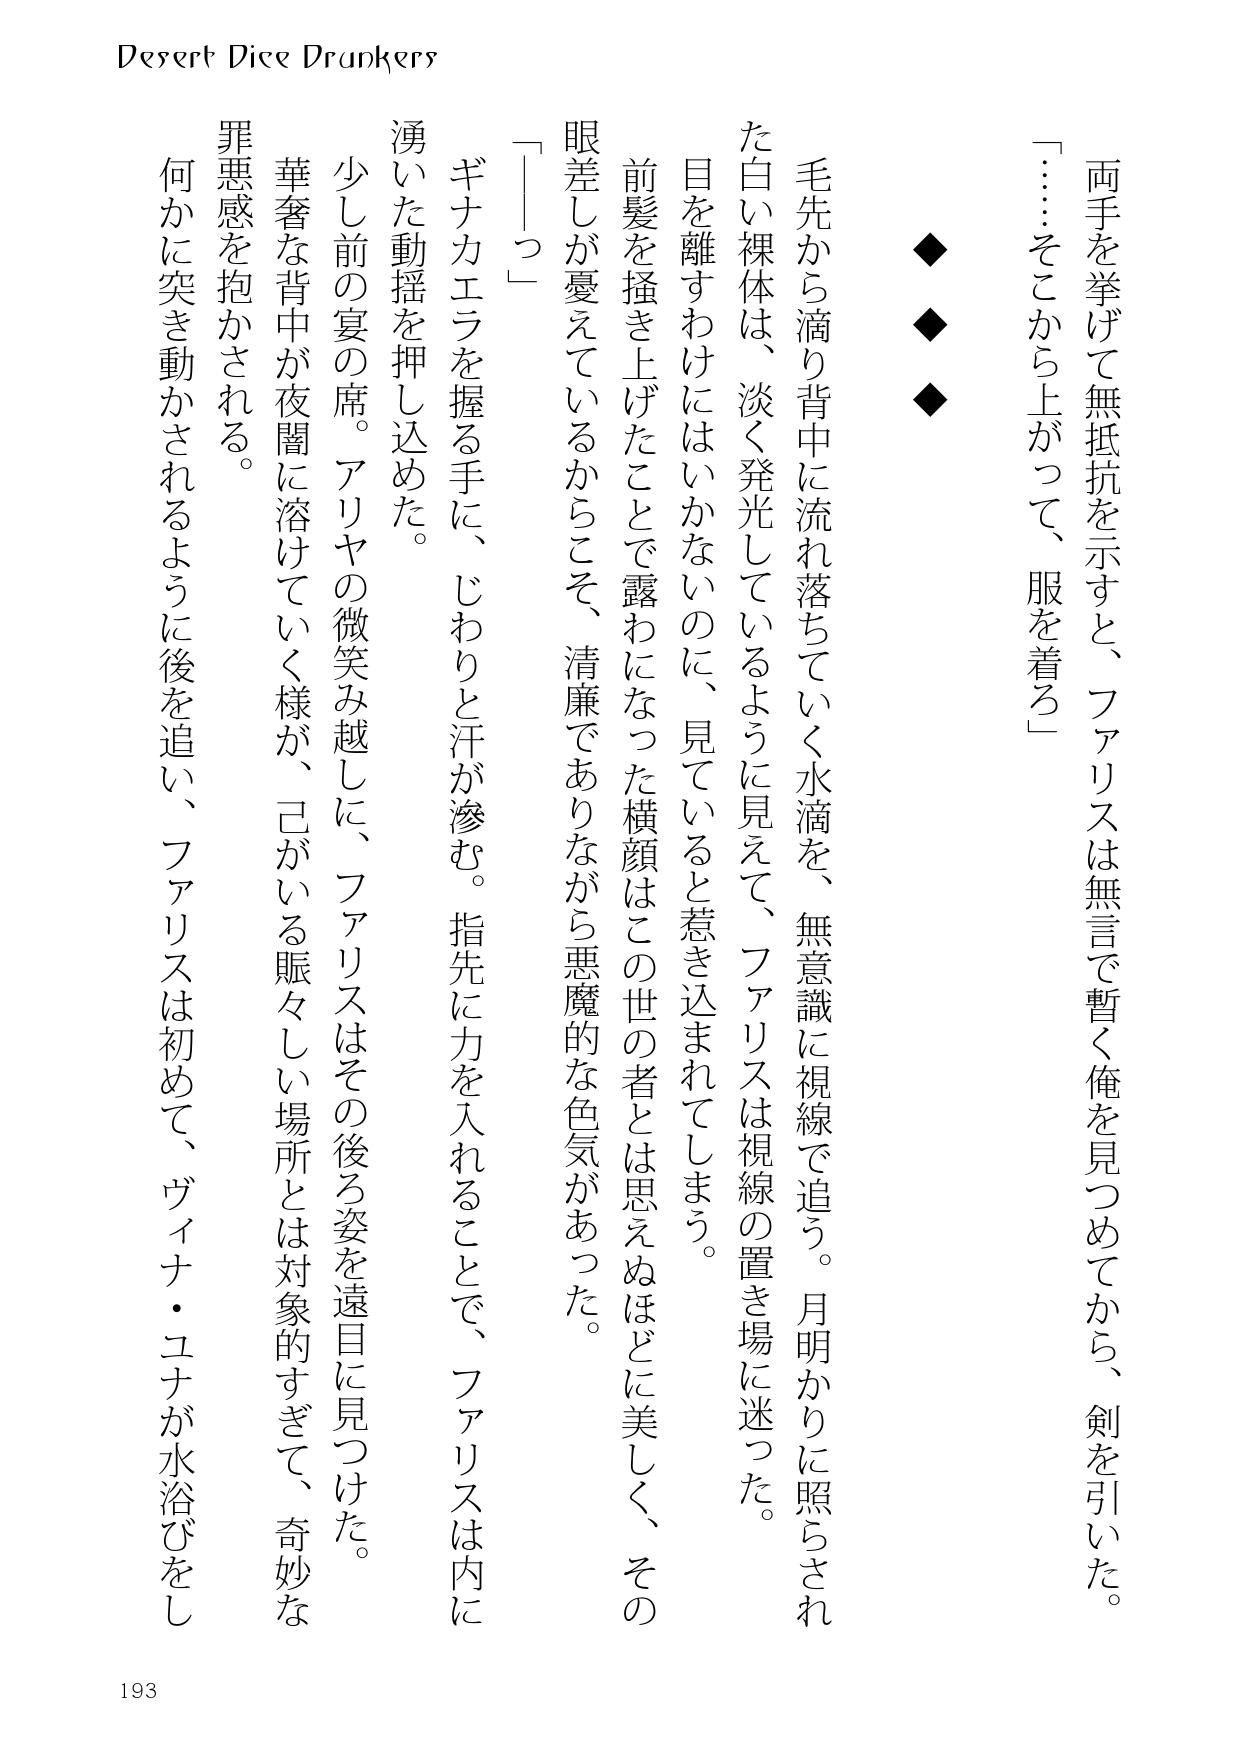 Desert Dice Drunkers
　両手を挙げて無抵抗を示すと、ファリスは無言で暫く俺を見つめてから、剣を引いた。
「……そこから上がって、服を着ろ」
◆　◆　◆
　毛先から滴り背中に流れ落ちていく水滴を、無意識に視線で追う。月明かりに照らされ
た白い裸体は、淡く発光しているように見えて、ファリスは視線の置き場に迷った。
　目を離すわけにはいかないのに、見ていると惹き込まれてしまう。
　前髪を掻き上げたことで露わになった横顔はこの世の者とは思えぬほどに美しく、その
眼差しが憂えているからこそ、清廉でありながら悪魔的な色気があった。
「――っ」
　ギナカエラを握る手に、じわりと汗が滲む。指先に力を入れることで、ファリスは内に
湧いた動揺を押し込めた。
　少し前の宴の席。アリヤの微笑み越しに、ファリスはその後ろ姿を遠目に見つけた。
　華奢な背中が夜闇に溶けていく様が、己がいる賑々しい場所とは対象的すぎて、奇妙な
罪悪感を抱かされる。
　何かに突き動かされるように後を追い、ファリスは初めて、ヴィナ・ユナが水浴びをし
193